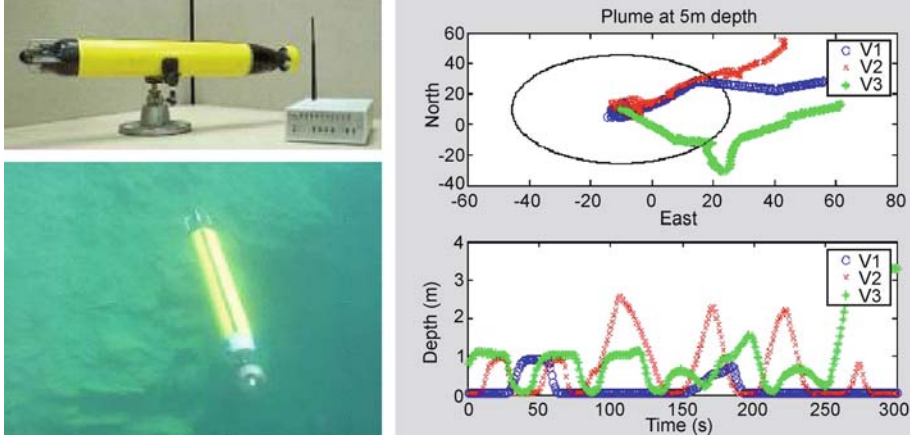 Plume at 5m depth
60
40
20
0
-20
-40
North
-60 -40 -20 0 20 40 60 80
East
V1
V2
V3
4
3
2
1
0
Depth (m)
0 50 100 150 200 250 300
Time (s)
V1
V2
V3